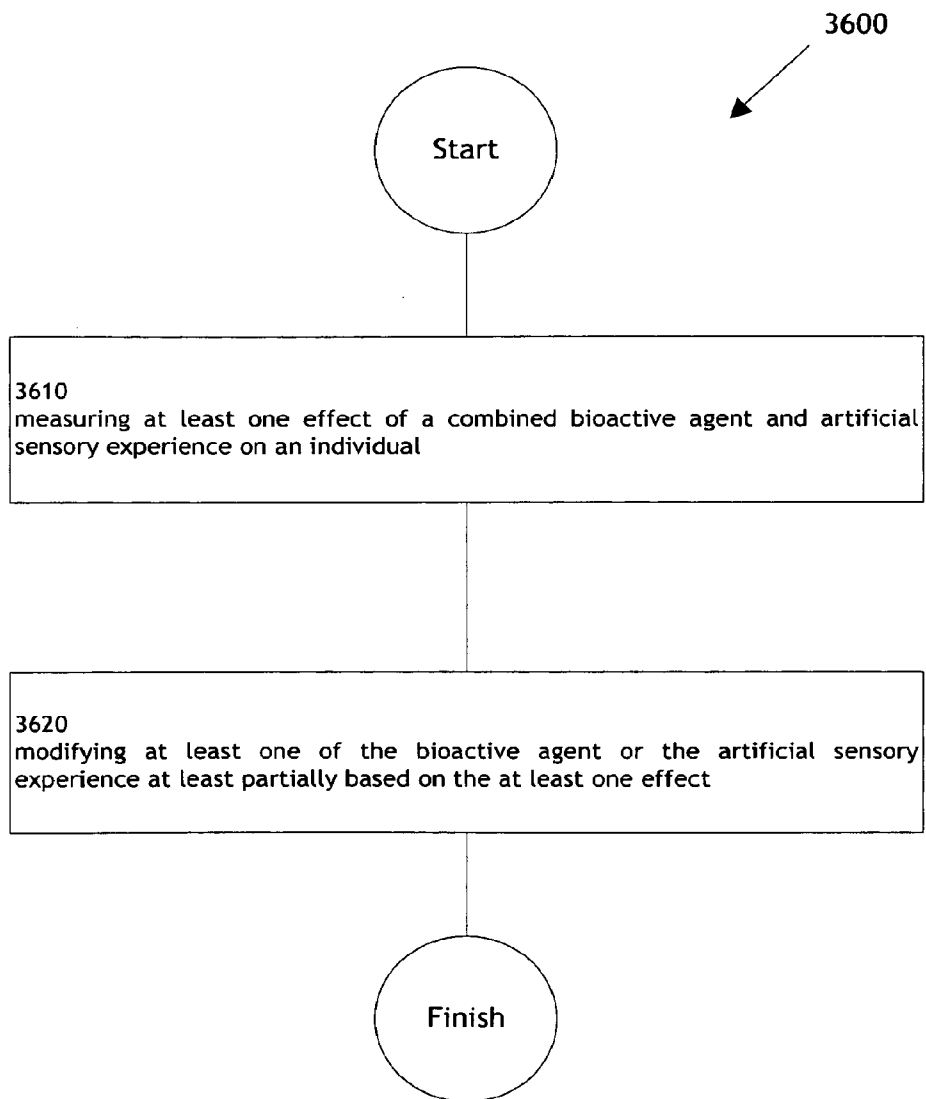 3600
Start
3610
measuring at least one effect of a combined bioactive agent and artificial
sensory experience on an individual
3620
modifying at least one of the bioactive agent or the artificial sensory
experience at least partially based on the at least one effect
Finish